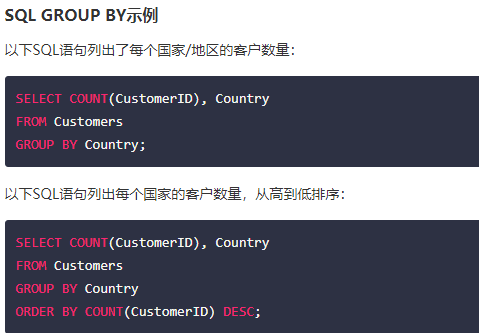 SQL GROUP BY示例
以下SQL语句列出了每个国家/地区的客户数量：
SELECT COUNT(CustomerID), Country
FROM Customers
GROUP BY Country;
以下SQL语句列出每个国家的客户数量，从高到低排序：
SELECT COUNT(CustomerID), Country
FROM Customers
GROUP BY Country
ORDER BY COUNT(CustomerID) DESC;